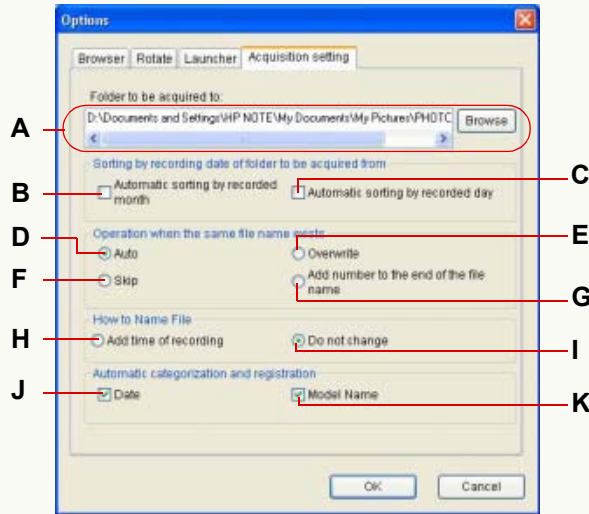 Options
Browser Rotate Launcher Acquisition setting
Folder to be acquired to:
A D:\Documents and Settings\HP NOTE\My Documents\My Pictures\PHOTC Browse
Sorting by recording date of folder to be acquired from
B Automatic sorting by recorded month C Automatic sorting by recorded day
Operation when the same file name exists
D Auto E Overwrite
F Skip G Add number to the end of the file name
How to Name File
H Add time of recording I Do not change
Automatic categorization and registration
J Date K Model Name
OK Cancel